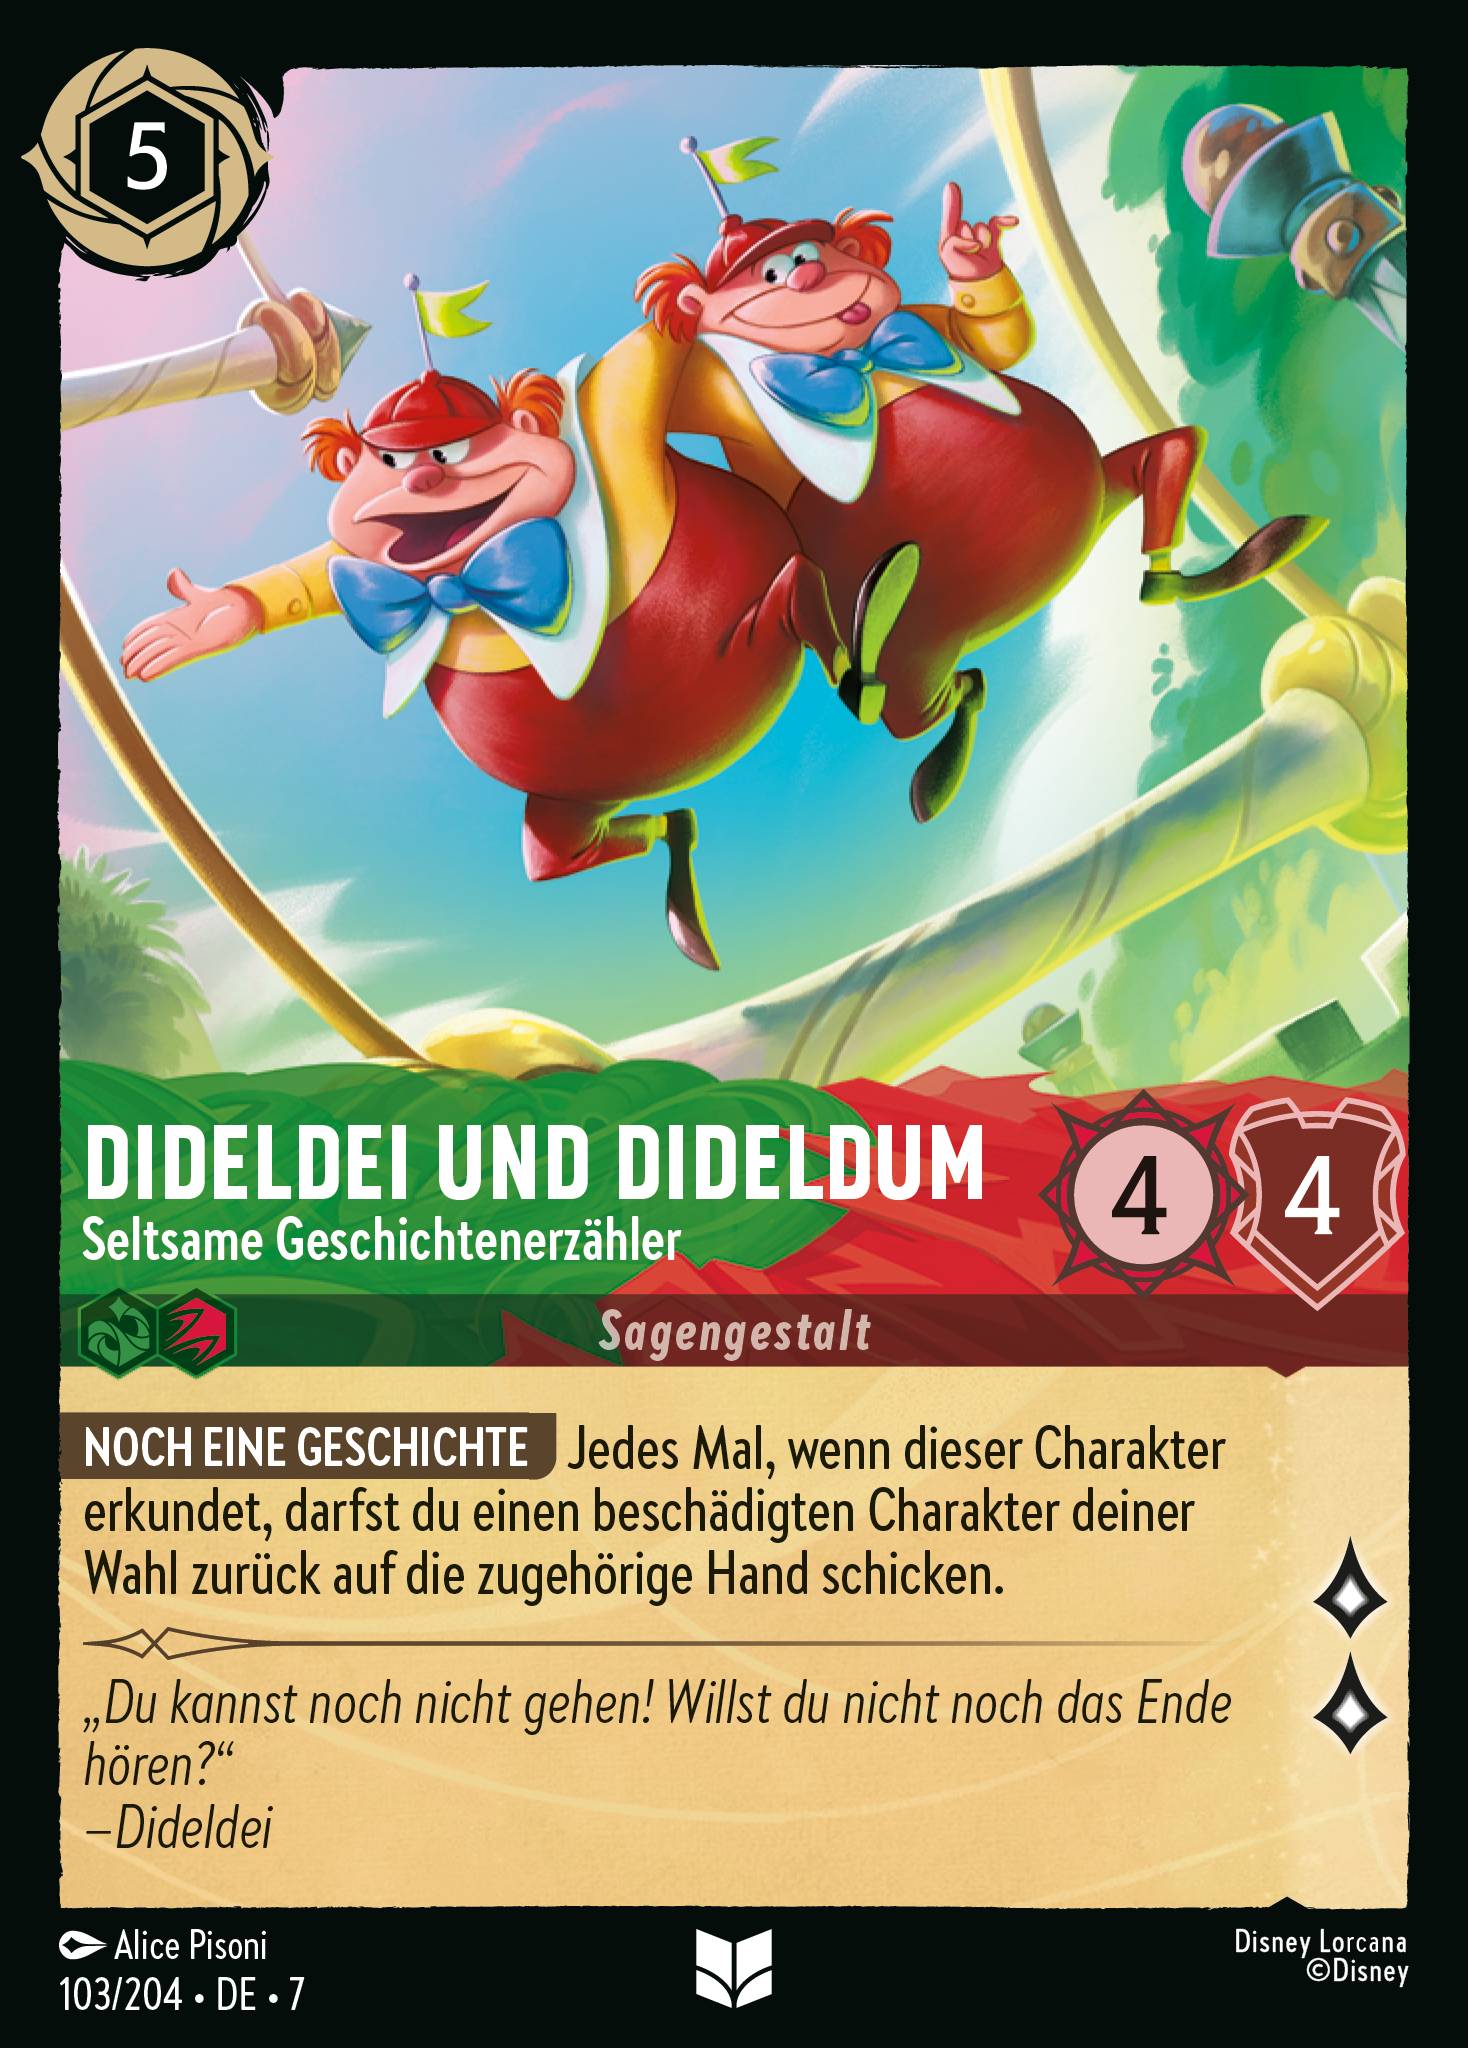 5
DIDELDEI UND DIDELDUM
Seltsame Geschichtenerzähler
4
4
Sagengestalt
NOCH EINE GESCHICHTE Jedes Mal, wenn dieser Charakter
erkundet, darfst du einen beschädigten Charakter deiner
Wahl zurück auf die zugehörige Hand schicken.
„Du kannst noch nicht gehen! Willst du nicht noch das Ende
hören?“
–Dideldei
Alice Pisoni
103/204 • DE • 7
Disney Lorcana
©Disney